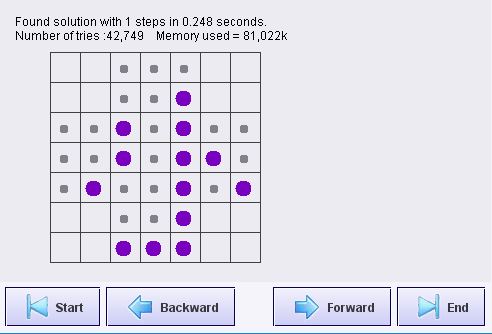 Found solution with 1 steps in 0.248 seconds.
Number of tries :42,749 Memory used = 81,022k
Start
Backward
Forward
End